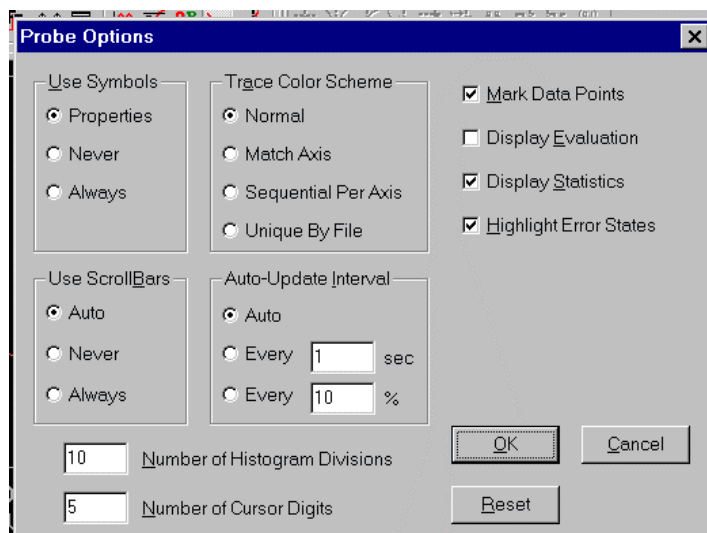 Probe Options
Use Symbols
Properties
Never
Always
Trace Color Scheme
Normal
Match Axis
Sequential Per Axis
Unique By File
Mark Data Points
Display Evaluation
Display Statistics
Highlight Error States
Use ScrollBars
Auto
Never
Always
Auto-Update Interval
Auto
Every 1 sec
Every 10 %
10 Number of Histogram Divisions
5 Number of Cursor Digits
OK
Cancel
Reset